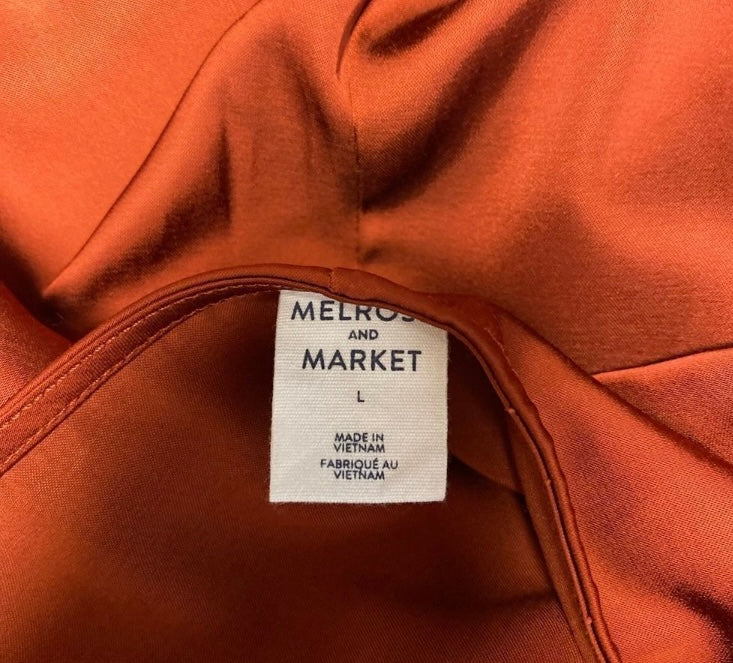 MELROS
AND
MARKET
L
MADE IN
VIETNAM
FABRIQUÉ AU
VIETNAM